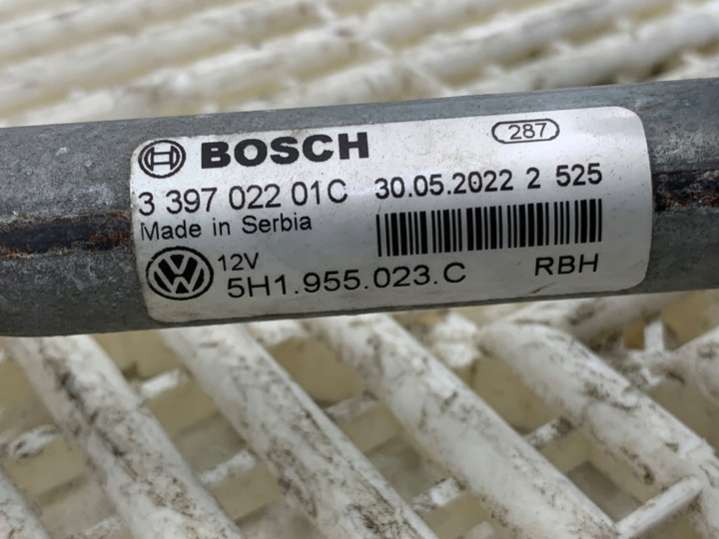 BOSCH 287
3 397 022 01C 30.05.2022 2 525
Made in Serbia
12V
5H1.955.023.C RBH